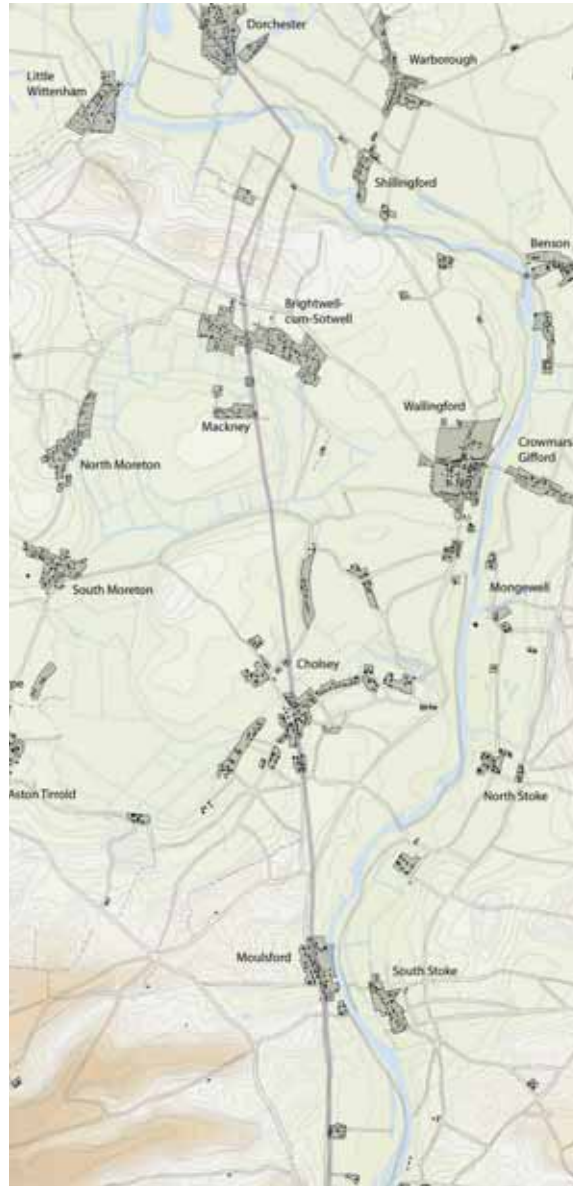 Dorchester
Warborough
Little
Wittenham
Shillingford
Benson
Brightwell-
cum-Sotwell
Wallingford
Mackney
Crowmarsh
Gifford
North Moreton
South Moreton
Mongewell
Cholsey
pe
Aston Tirrold
North Stoke
Moulsford
South Stoke